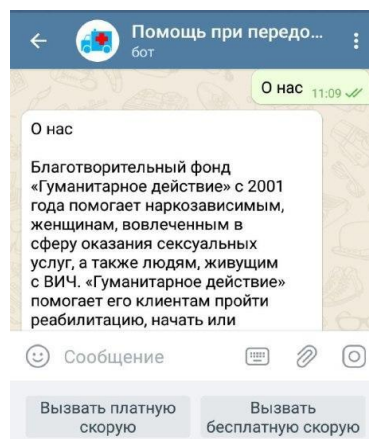 Помощь при передо...
бот
О нас 11:09
О нас
Благотворительный фонд
«Гуманитарное действие» с 2001
года помогает наркозависимым,
женщинам, вовлеченным в
сферу оказания сексуальных
услуг, а также людям, живущим
с ВИЧ. «Гуманитарное действие»
помогает его клиентам пройти
реабилитацию, начать или
Сообщение
Вызвать платную
скорую
Вызвать
бесплатную скорую